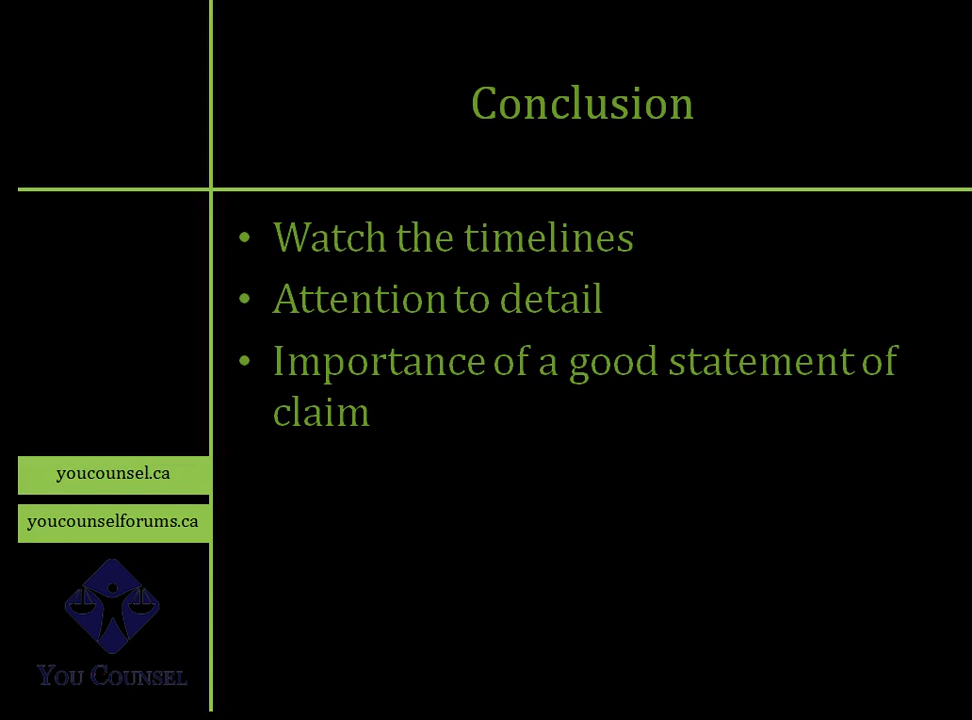 Conclusion
• Watch the timelines
• Attention to detail
• Importance of a good statement of
claim
youcounsel.ca
youcounselforums.ca
YOU COUNSEL